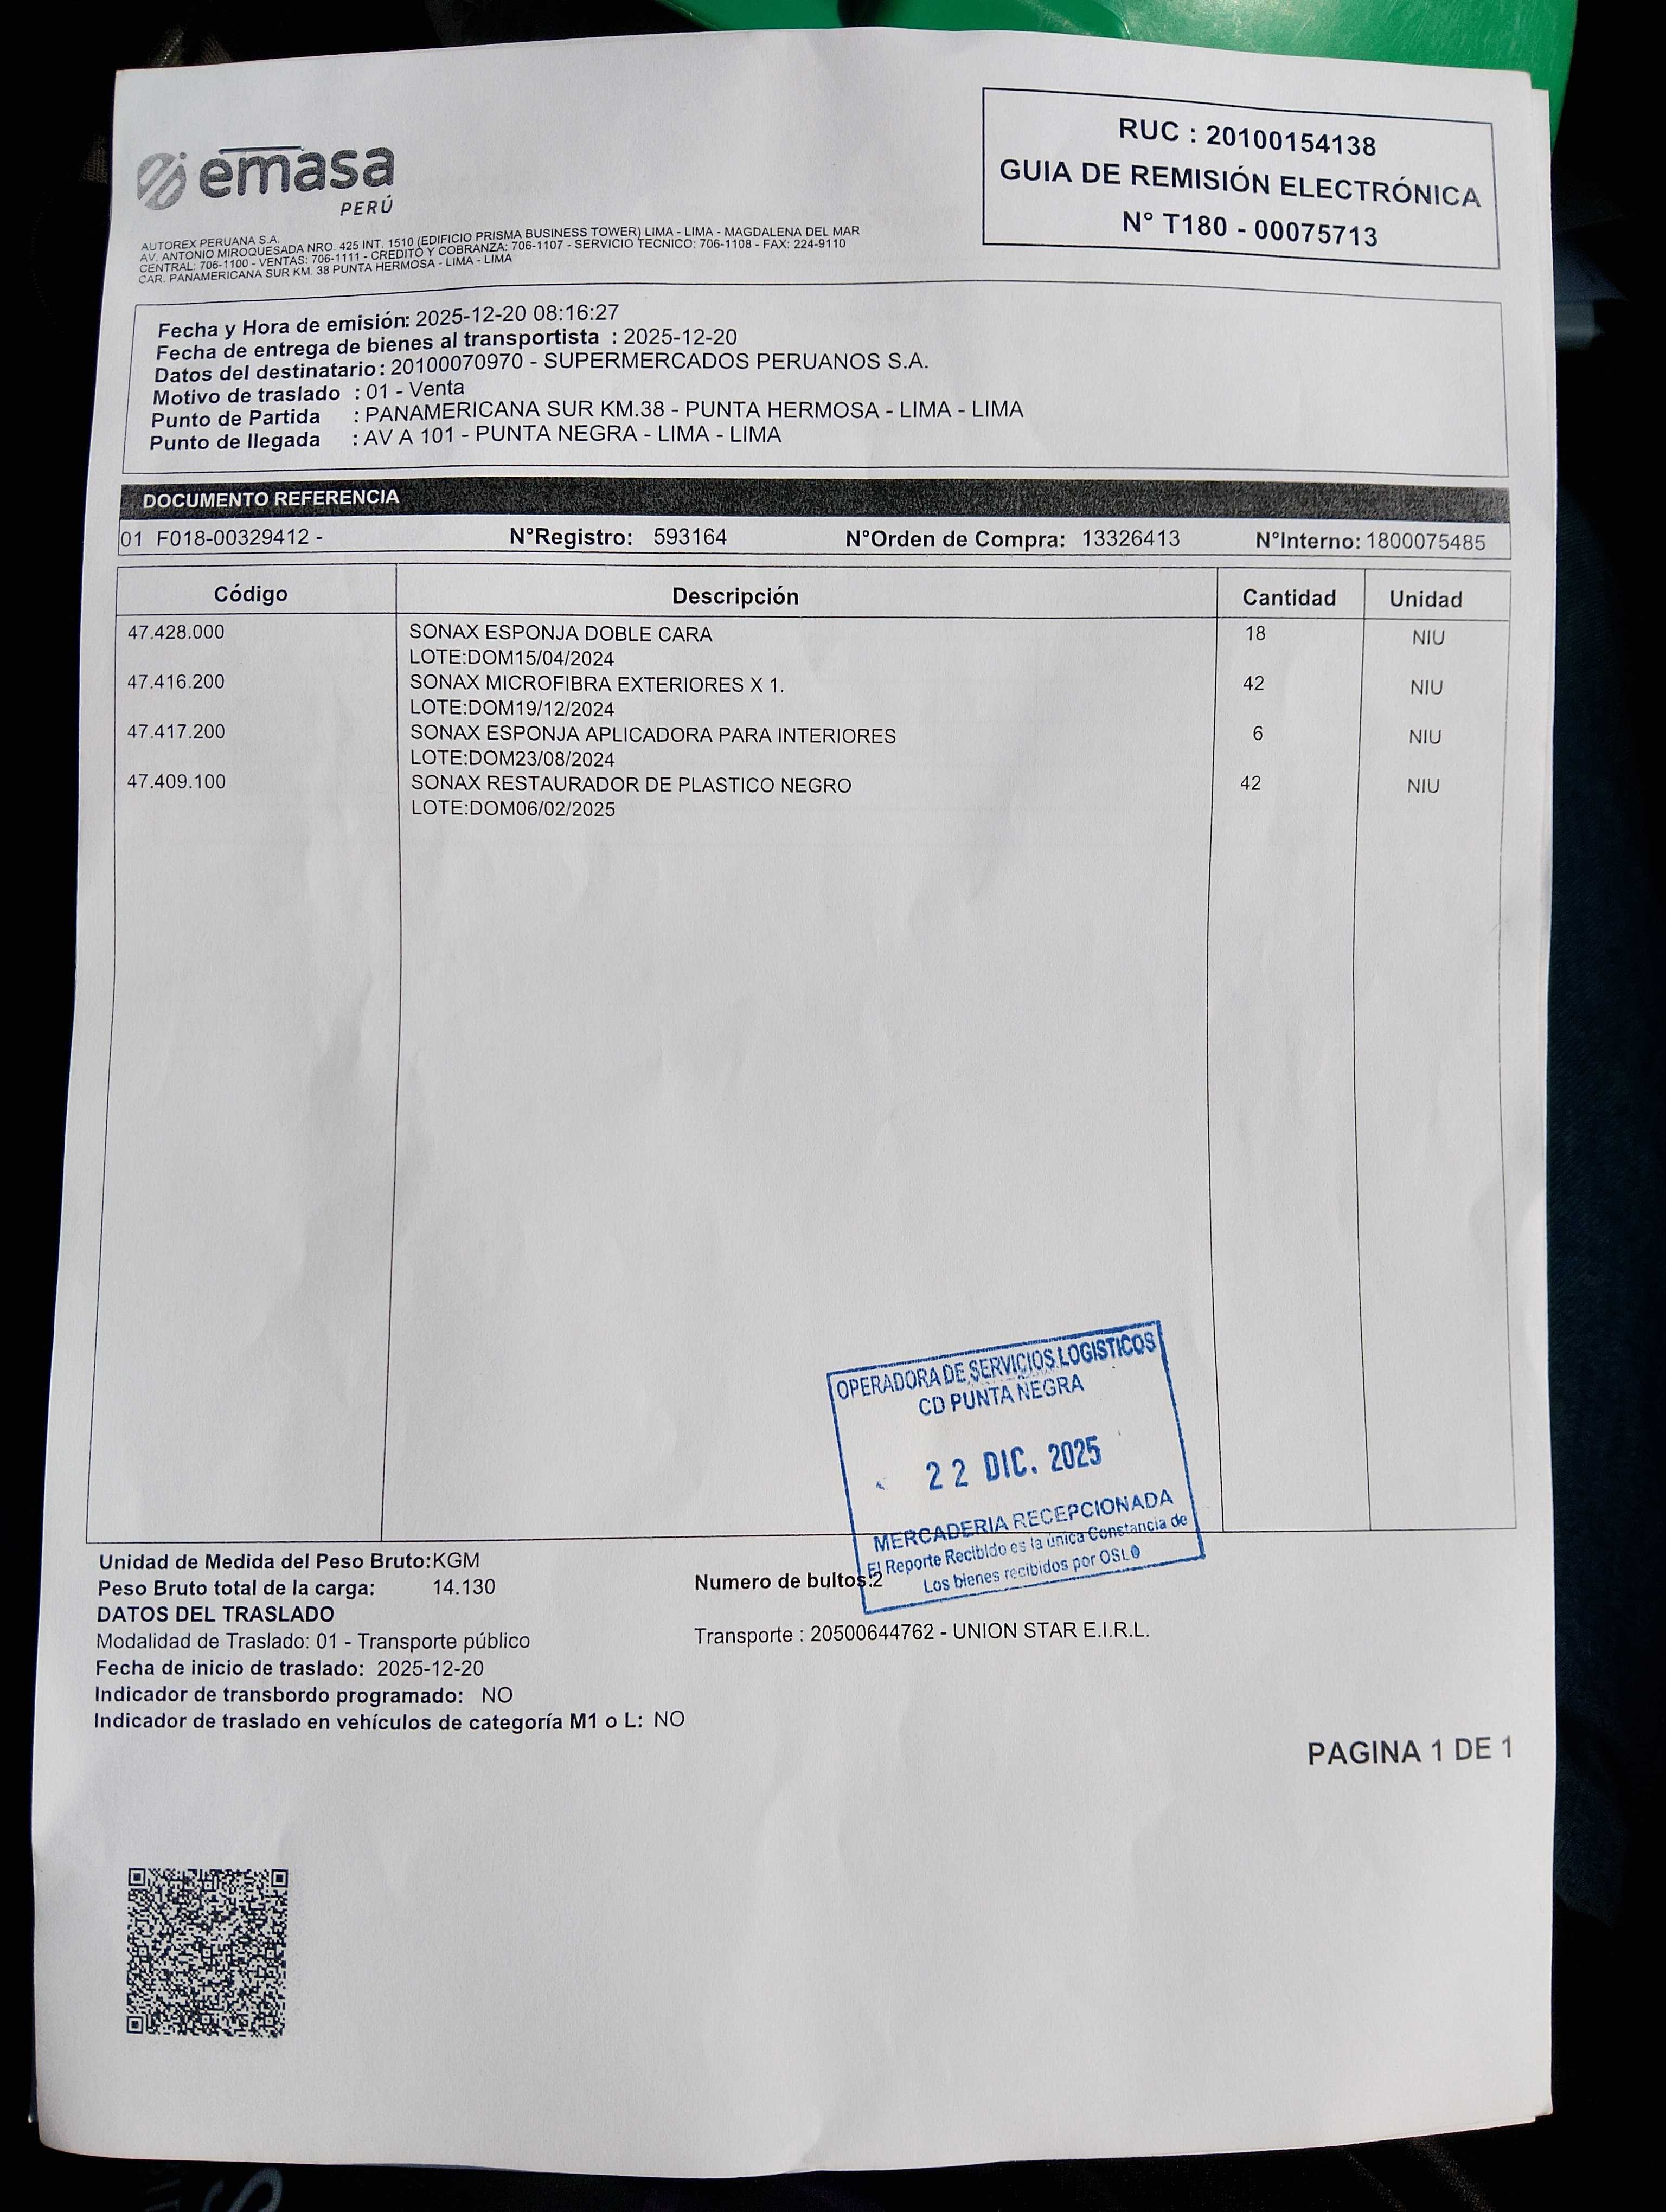 emasa
PERÚ
AUTOREX PERUANA S.A.
AV. ANTONIO MIROQUESADA NRO. 425 INT. 1510 (EDIFICIO PRISMA BUSINESS TOWER) LIMA - LIMA - MAGDALENA DEL MAR
CENTRAL: 706-1100 - VENTAS: 706-1111 - CREDITO Y COBRANZA: 706-1107 - SERVICIO TECNICO: 706-1108 - FAX: 224-9110
CAR. PANAMERICANA SUR KM. 38 PUNTA HERMOSA - LIMA - LIMA
RUC : 20100154138
GUIA DE REMISIÓN ELECTRÓNICA
N° T180 - 00075713
Fecha y Hora de emisión: 2025-12-20 08:16:27
Fecha de entrega de bienes al transportista : 2025-12-20
Datos del destinatario: 20100070970 - SUPERMERCADOS PERUANOS S.A.
Motivo de traslado : 01 - Venta
Punto de Partida : PANAMERICANA SUR KM.38 - PUNTA HERMOSA - LIMA - LIMA
Punto de llegada : AV A 101 - PUNTA NEGRA - LIMA - LIMA
DOCUMENTO REFERENCIA
01 F018-00329412 - N°Registro: 593164 N°Orden de Compra: 13326413 N°Interno: 1800075485
Código Descripción Cantidad Unidad
47.428.000 SONAX ESPONJA DOBLE CARA 18 NIU
LOTE:DOM15/04/2024
47.416.200 SONAX MICROFIBRA EXTERIORES X 1. 42 NIU
LOTE:DOM19/12/2024
47.417.200 SONAX ESPONJA APLICADORA PARA INTERIORES 6 NIU
LOTE:DOM23/08/2024
47.409.100 SONAX RESTAURADOR DE PLASTICO NEGRO 42 NIU
LOTE:DOM06/02/2025
OPERADORA DE SERVICIOS LOGISTICOS
CD PUNTA NEGRA
22 DIC. 2025
MERCADERIA RECEPCIONADA
El Reporte Recibido es la única Constancia de
Los bienes recibidos por OSLO
Unidad de Medida del Peso Bruto:KGM
Peso Bruto total de la carga: 14.130 Numero de bultos:2
DATOS DEL TRASLADO
Modalidad de Traslado: 01 - Transporte público Transporte : 20500644762 - UNION STAR E.I.R.L.
Fecha de inicio de traslado: 2025-12-20
Indicador de transbordo programado: NO
Indicador de traslado en vehículos de categoría M1 o L: NO
PAGINA 1 DE 1